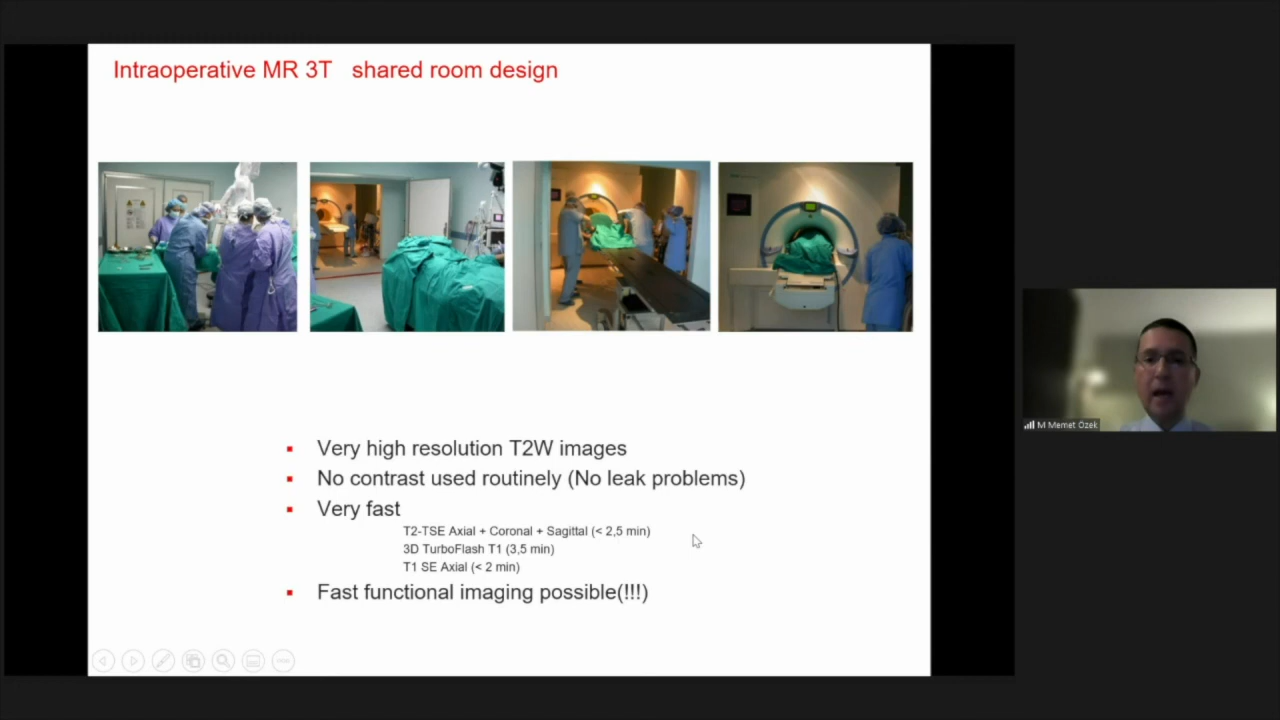 Intraoperative MR 3T shared room design
Very high resolution T2W images
No contrast used routinely (No leak problems)
Very fast
T2-TSE Axial + Coronal + Sagittal (< 2,5 min)
3D TurboFlash T1 (3,5 min)
T1 SE Axial (< 2 min)
Fast functional imaging possible(!!!)
M Memet Özek